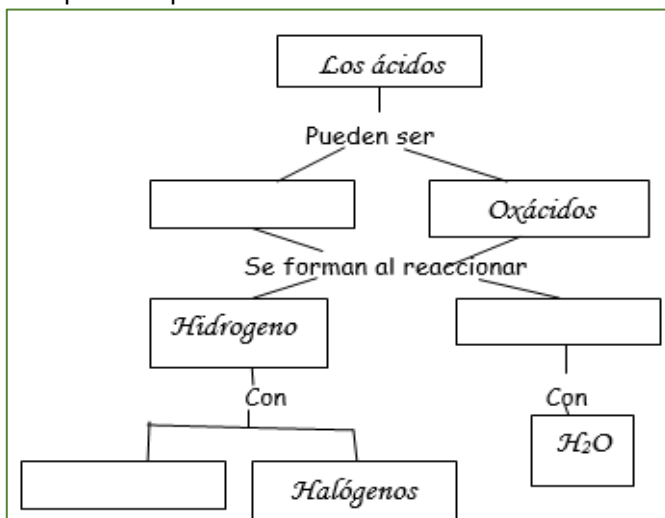 Los ácidos
Pueden ser
Oxácidos
Se forman al reaccionar
Hidrogeno
Con
Con
H₂O
Halógenos